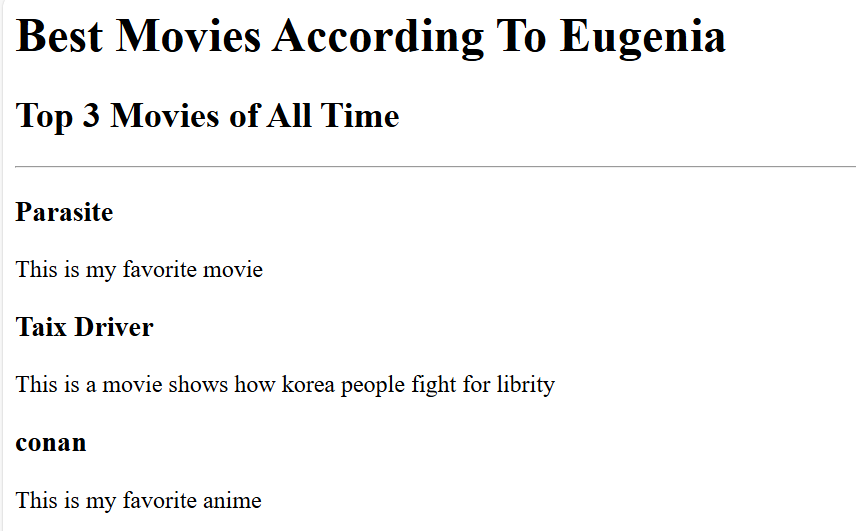 Best Movies According To Eugenia
Top 3 Movies of All Time
Parasite
This is my favorite movie
Taix Driver
This is a movie shows how korea people fight for librity
conan
This is my favorite anime